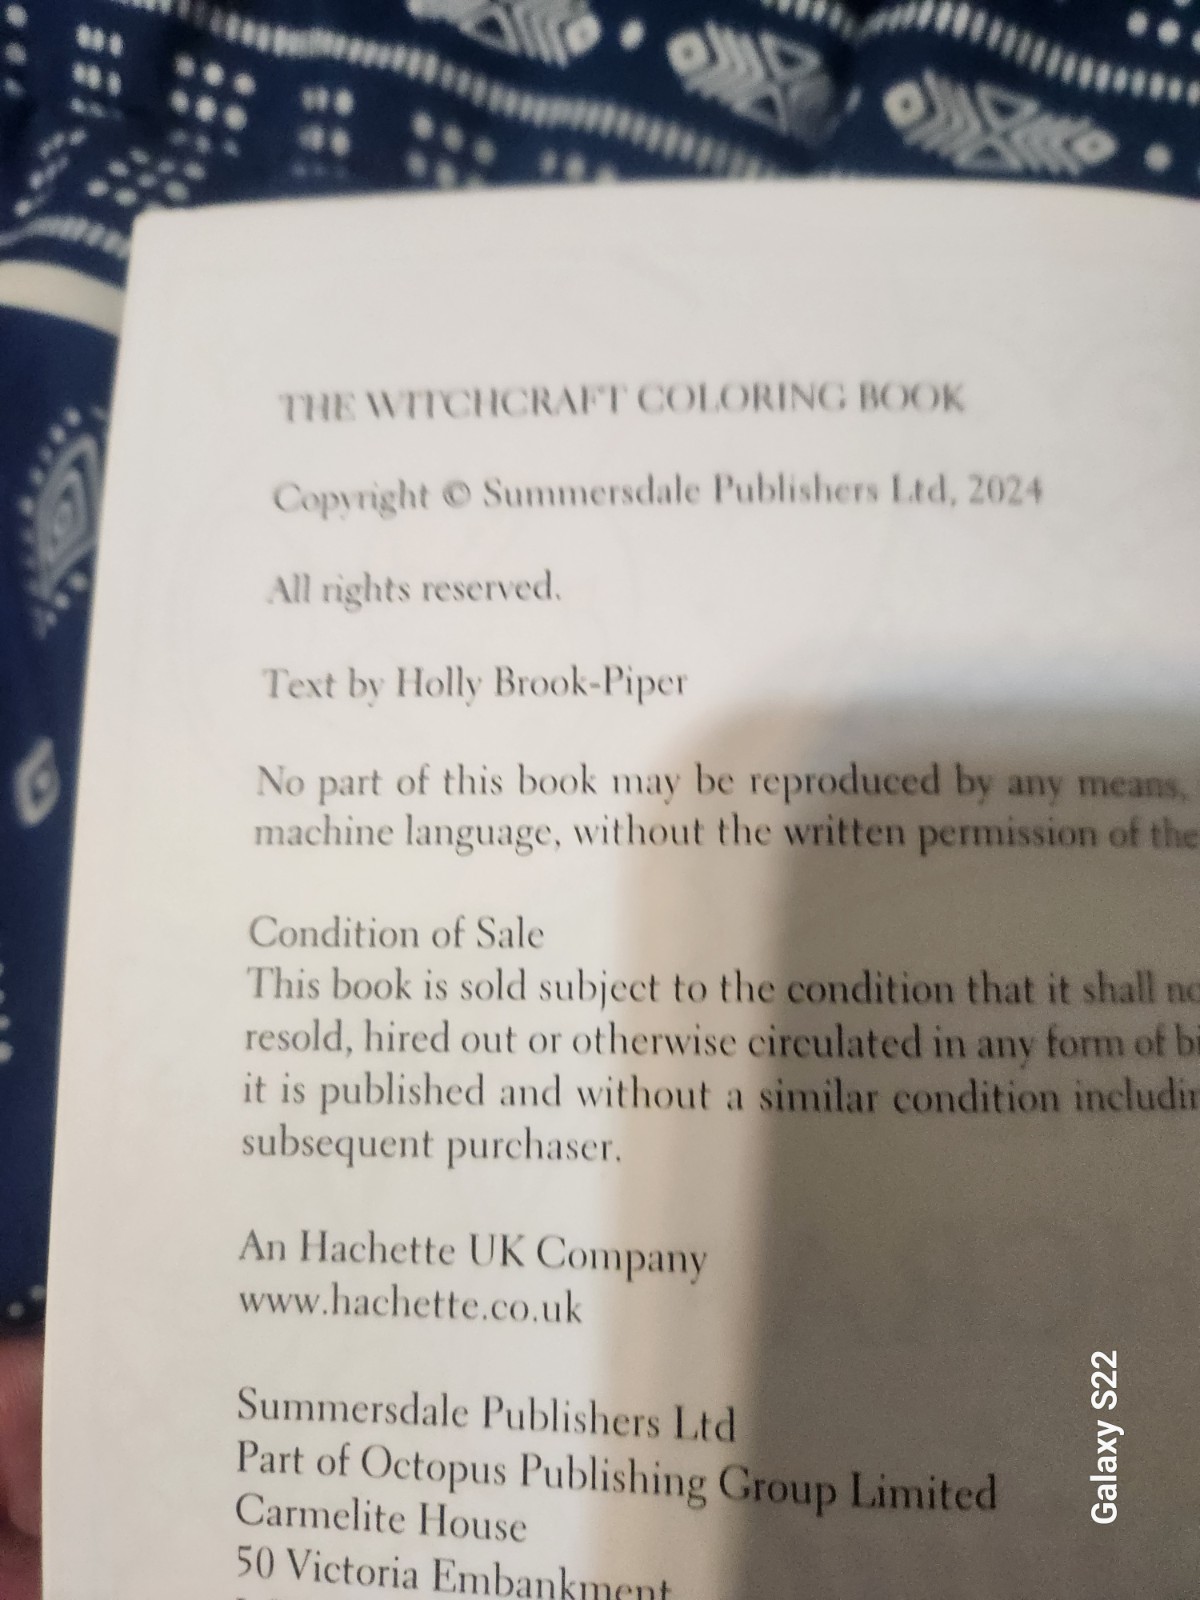 THE WITCHCRAFT COLORING BOOK
Copyright © Summersdale Publishers Ltd, 2024
All rights reserved.
Text by Holly Brook-Piper
No part of this book may be reproduced by any means,
machine language, without the written permission of the
Condition of Sale
This book is sold subject to the condition that it shall
resold, hired out or otherwise circulated in any form of
it is published and without a similar condition
subsequent purchaser.
An Hachette UK Company
www.hachette.co.uk
Summersdale Publishers Ltd
Part of Octopus Publishing Group Limited
Carmelite House
50 Victoria Embankment
Galaxy S22